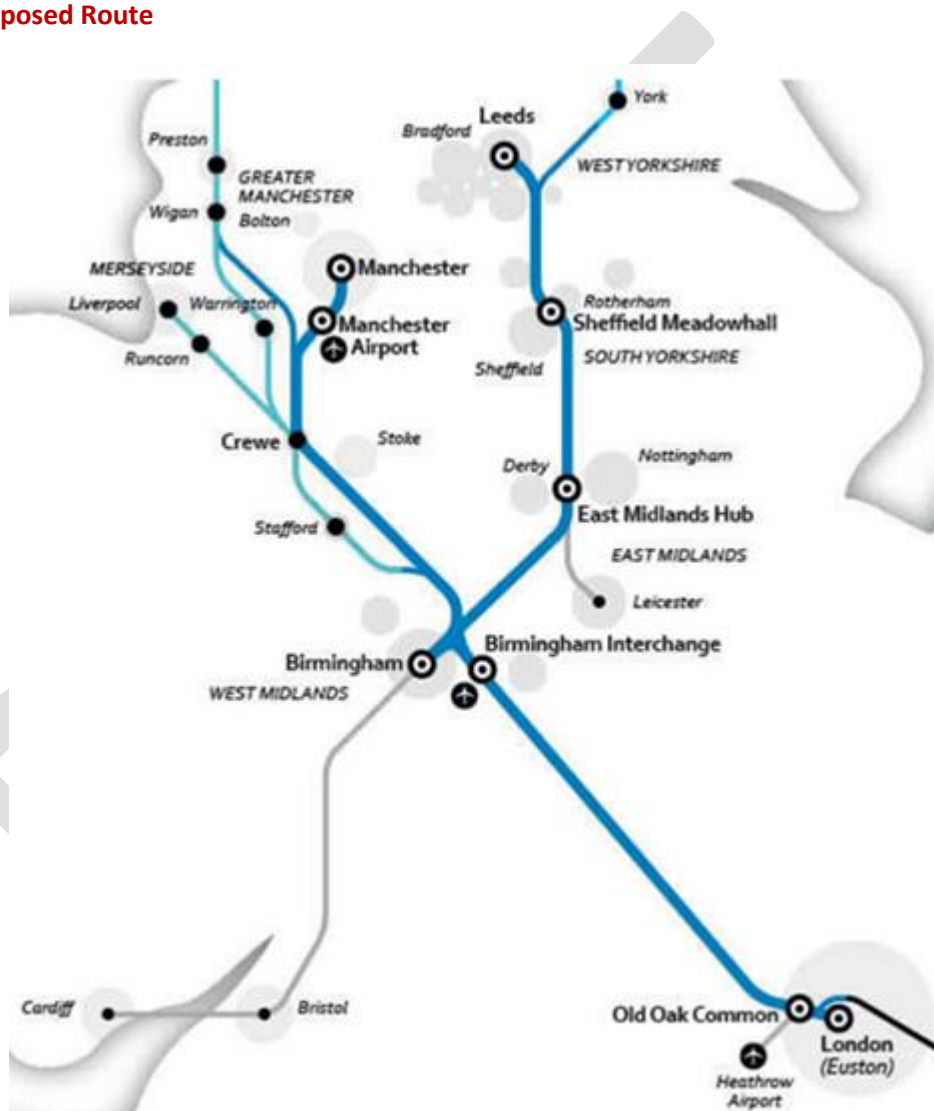 posed Route
York
Leeds
Bradford
WEST YORKSHIRE
Preston
GREATER
MANCHESTER
Wigan
Bolton
MERSEYSIDE
Manchester
Liverpool
Warrington
Rotherham
Manchester
Airport
Sheffield Meadowhall
Runcorn
SOUTH YORKSHIRE
Sheffield
Crewe
Stoke
Derby
Nottingham
East Midlands Hub
Stafford
EAST MIDLANDS
Leicester
Birmingham Interchange
Birmingham
WEST MIDLANDS
Cardiff
Bristol
Old Oak Common
London
(Euston)
Heathrow
Airport